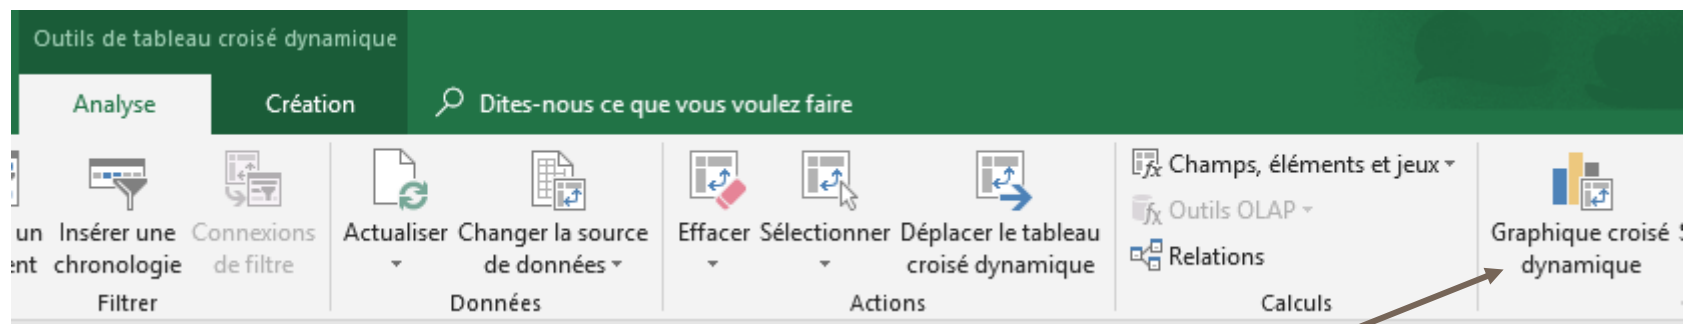 Outils de tableau croisé dynamique
Analyse
Création
Dites-nous ce que vous voulez faire
un
Insérer une
chronologie
Connexions
de filtre
Filtrer
Actualiser
Changer la source
de données
Données
Effacer
Sélectionner
Déplacer le tableau
croisé dynamique
Actions
Champs, éléments et jeux
Outils OLAP
Relations
Calculs
Graphique croisé
dynamique